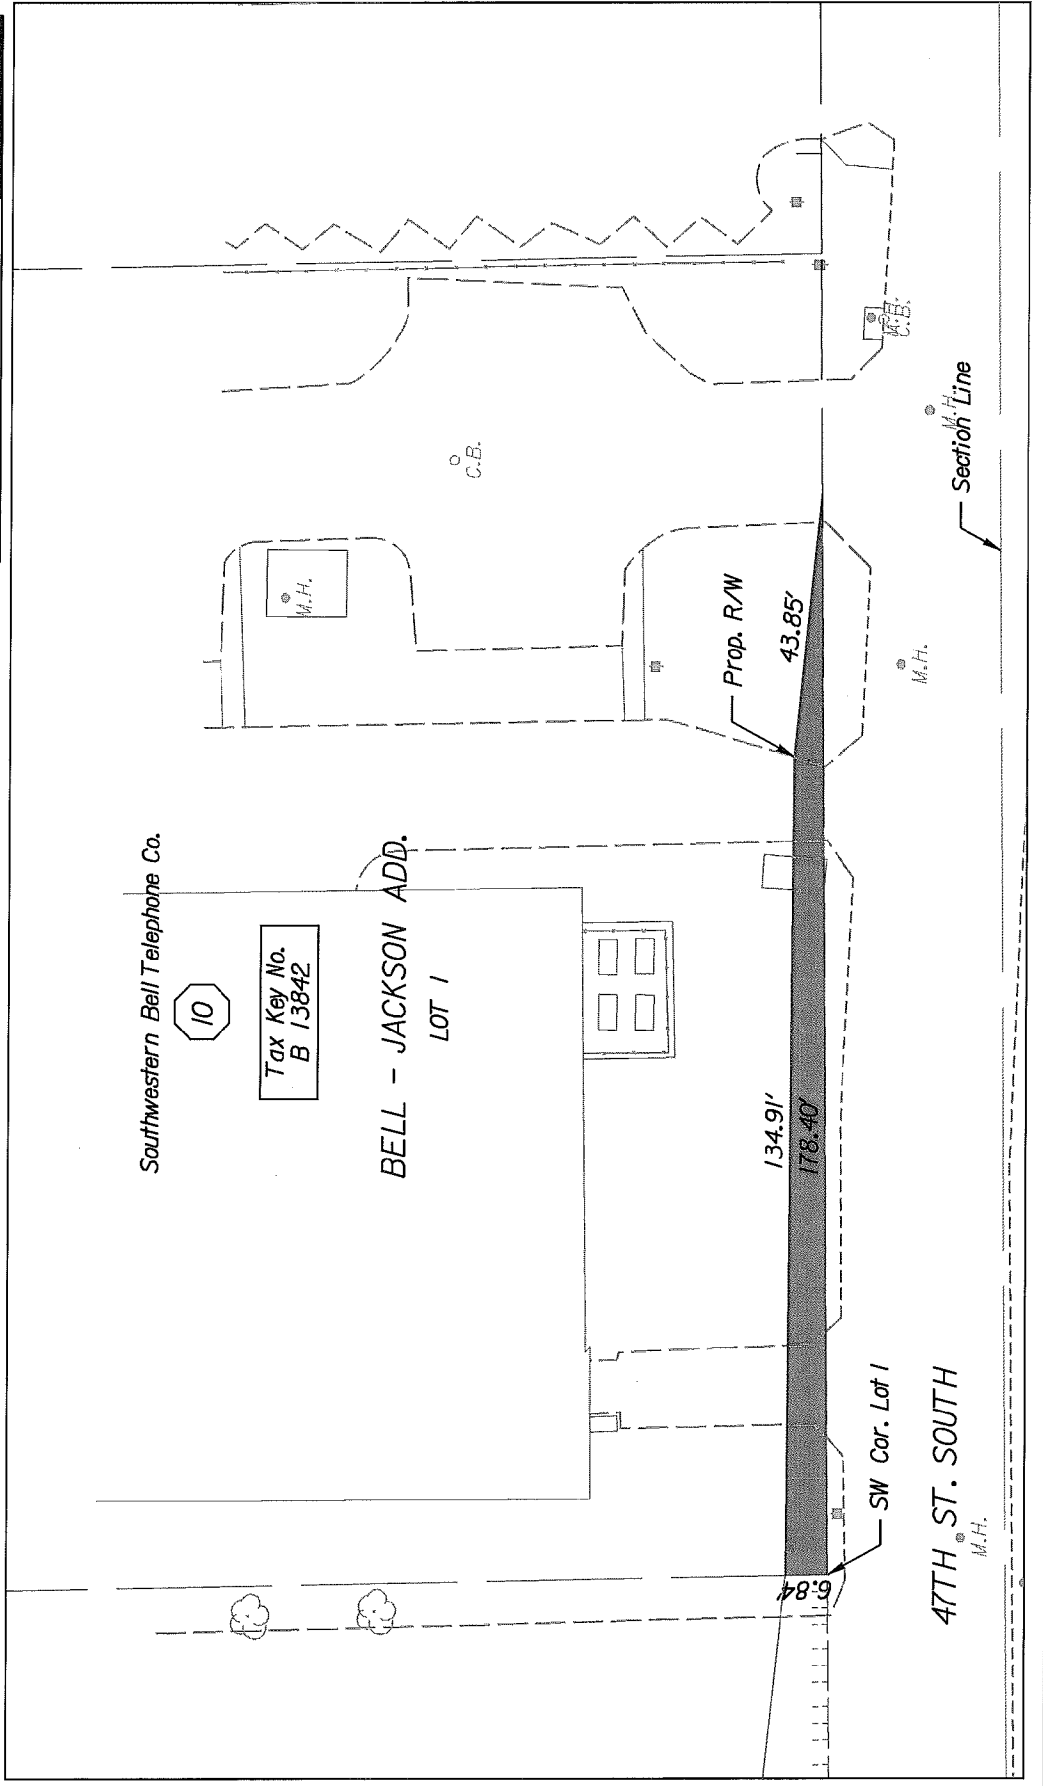 Southwestern Bell Telephone Co.
10
Tax Key No.
B 13842
BELL - JACKSON ADD.
LOT 1
M.H.
C.B.
Prop. R/W
43.85'
134.91'
178.40'
6.84'
SW Cor. Lot 1
47TH ST. SOUTH
M.H.
M.H.
M.H.
Section Line
C.B.